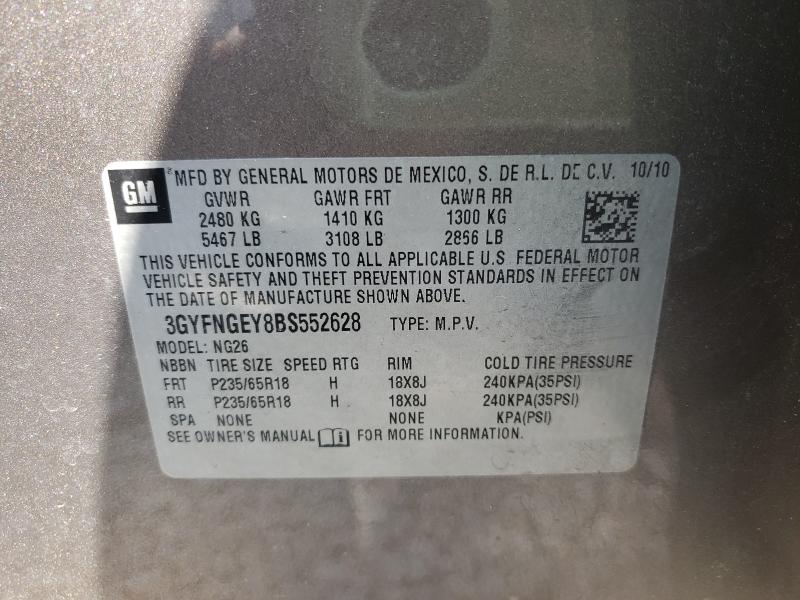 GM MFD BY GENERAL MOTORS DE MEXICO, S. DE R.L. DE C.V. 10/10
GVWR GAWR FRT GAWR RR
2480 KG 1410 KG 1300 KG
5467 LB 3108 LB 2866 LB
THIS VEHICLE CONFORMS TO ALL APPLICABLE U.S FEDERAL MOTOR
VEHICLE SAFETY AND THEFT PREVENTION STANDARDS IN EFFECT ON
THE DATE OF MANUFACTURE SHOWN ABOVE.
3GYFNGEY8BS552628 TYPE: M.P.V.
MODEL: NG26
NBBN TIRE SIZE SPEED RTG RIM COLD TIRE PRESSURE
FRT P235/65R18 H 18X8J 240KPA(35PSI)
RR P235/65R18 H 18X8J 240KPA(35PSI)
SPA NONE NONE KPA(PSI)
SEE OWNER'S MANUAL i FOR MORE INFORMATION.